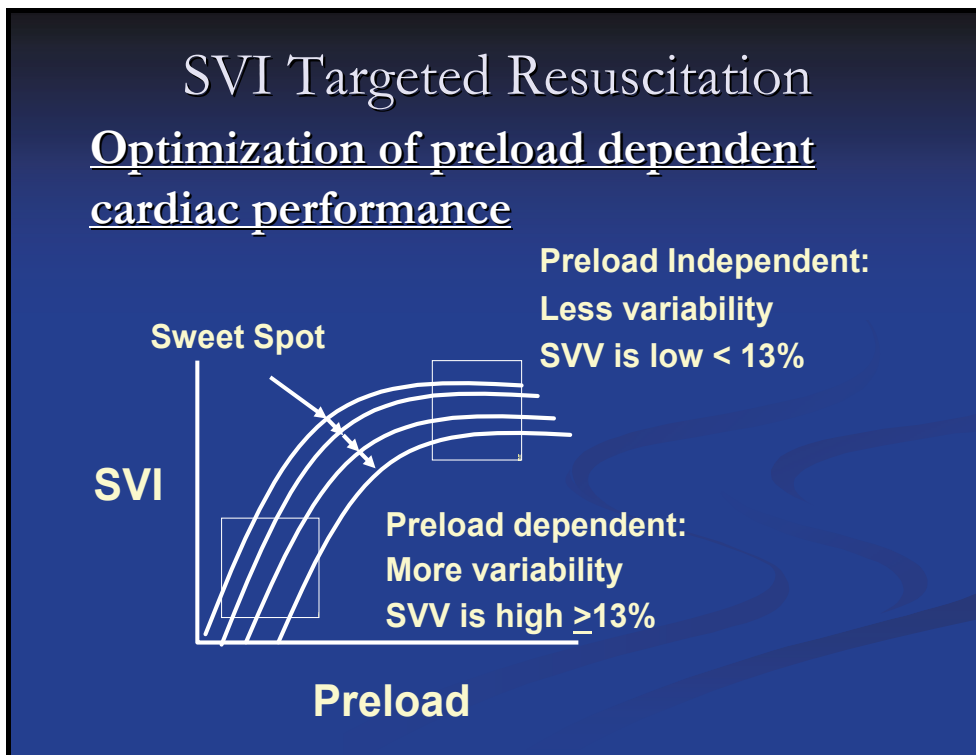 SVI Targeted Resuscitation
Optimization of preload dependent
cardiac performance
Preload Independent:
Less variability
SVV is low < 13%
Sweet Spot
SVI
Preload dependent:
More variability
SVV is high >13%
Preload